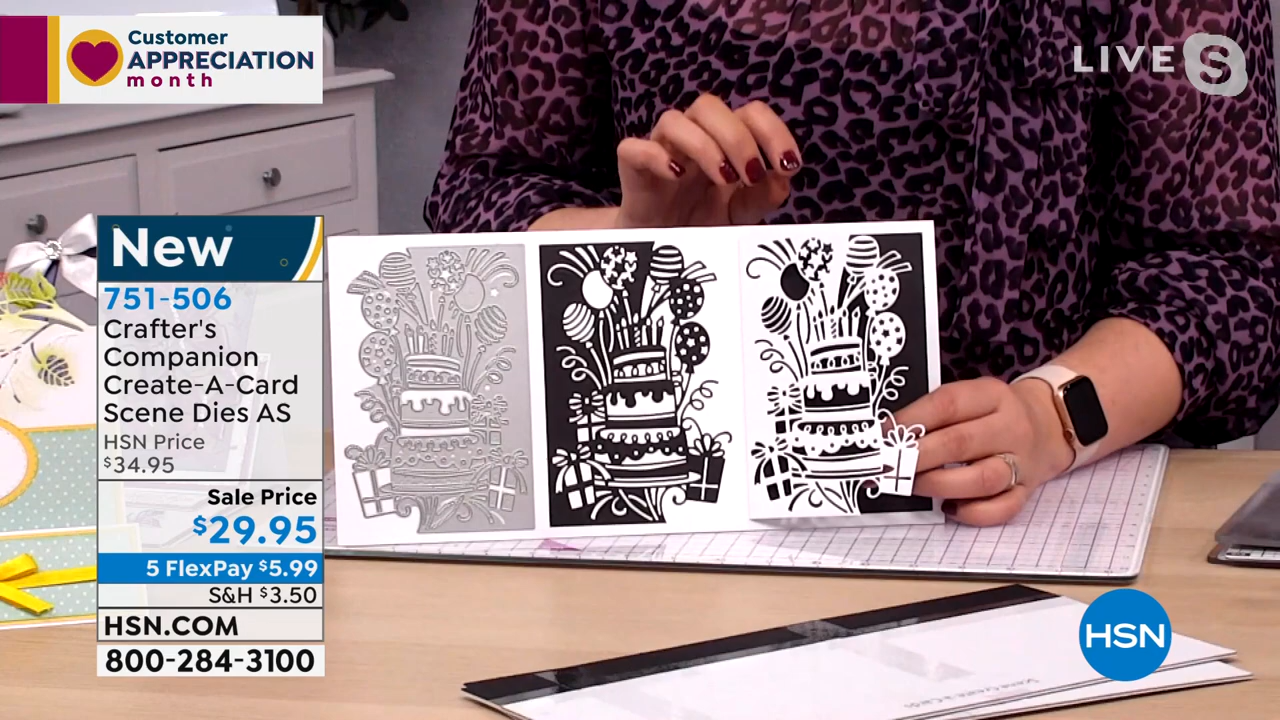 Customer
APPRECIATION
month
LIVE S
New
751-506
Crafter's
Companion
Create-A-Card
Scene Dies AS
HSN Price
$34.95
Sale Price
$29.95
5 FlexPay $5.99
S&H $3.50
HSN.COM
800-284-3100
HSN